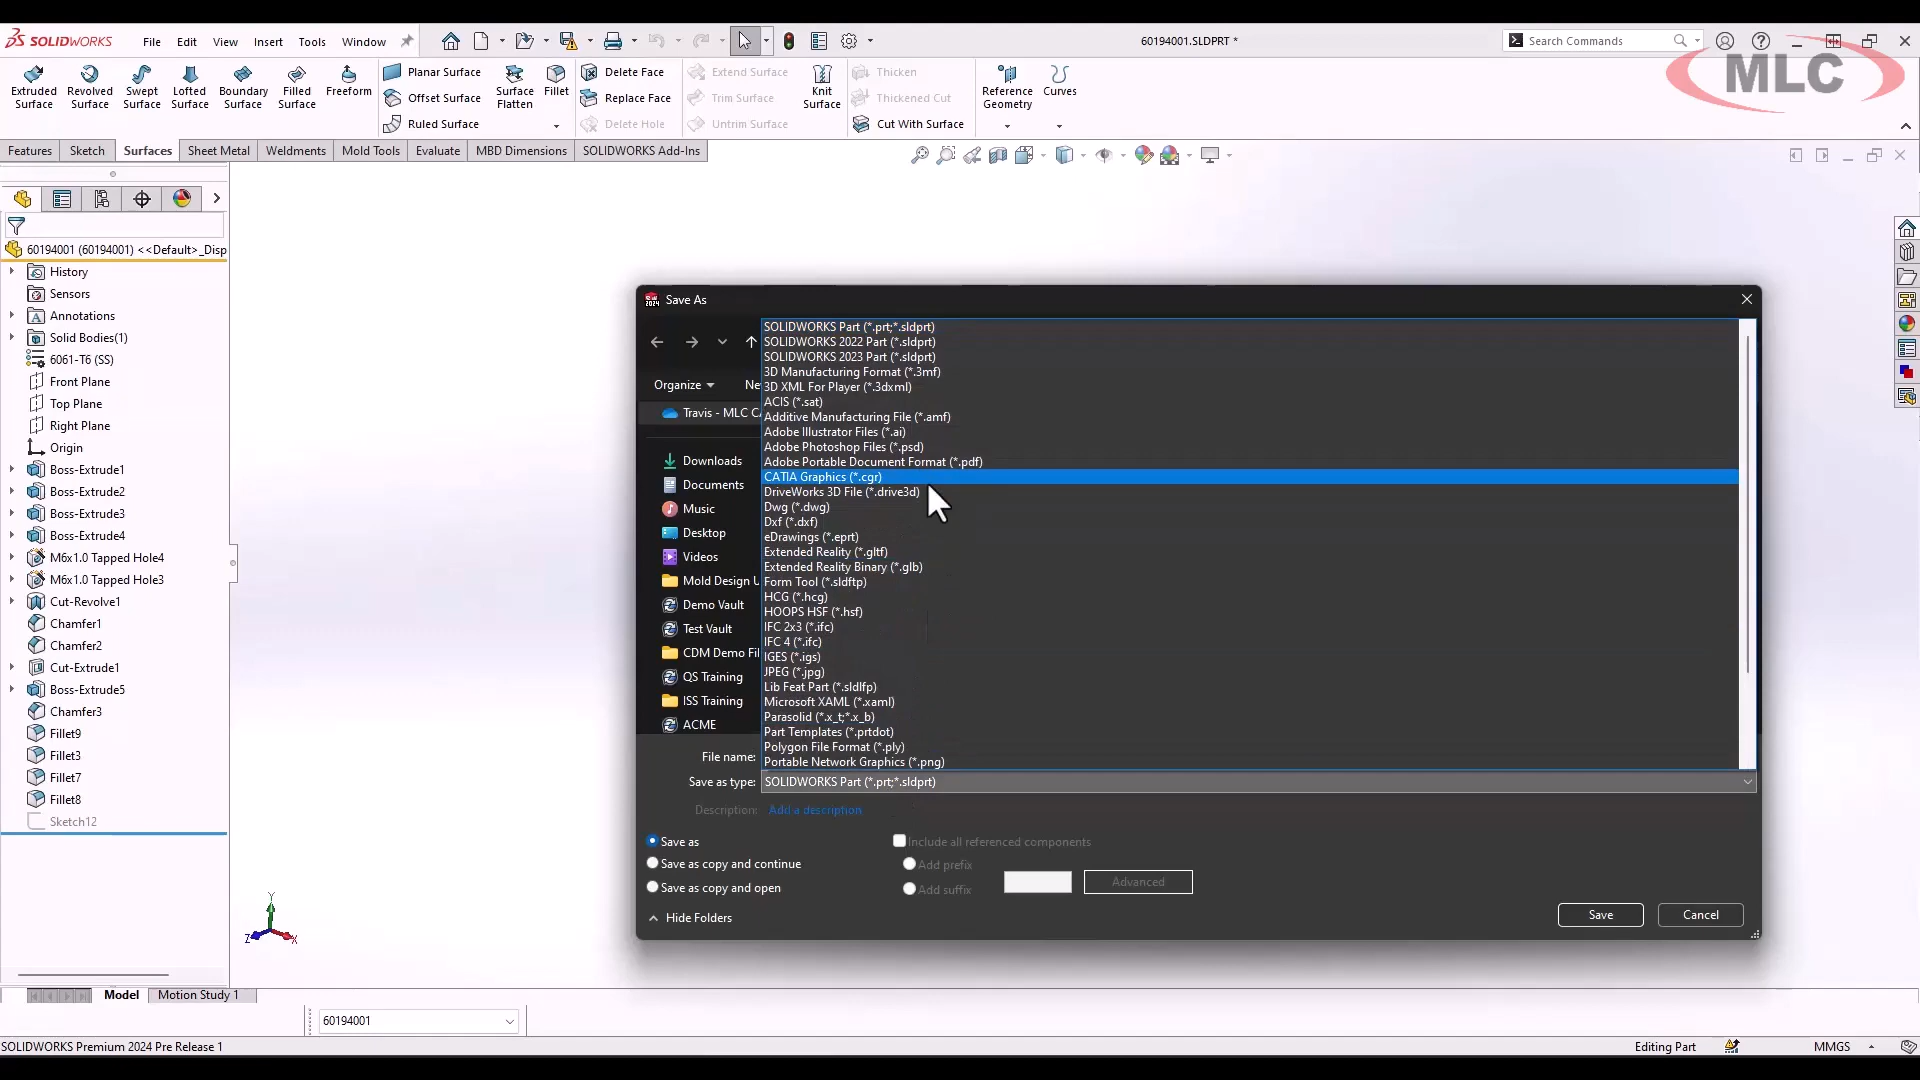 SOLIDWORKS
File
Edit
View
Insert
Tools
Window
60194001.SLDPRT *
Search Commands
MLC
Extruded Surface
Revolved Surface
Swept Surface
Lofted Surface
Boundary Surface
Filled Surface
Freeform
Planar Surface
Offset Surface
Ruled Surface
Surface Flatten
Fillet
Delete Face
Replace Face
Delete Hole
Extend Surface
Trim Surface
Untrim Surface
Knit Surface
Thicken
Thickened Cut
Cut With Surface
Reference Geometry
Curves
Features
Sketch
Surfaces
Sheet Metal
Weldments
Mold Tools
Evaluate
MBD Dimensions
SOLIDWORKS Add-Ins
60194001 (60194001) <<Default>_Disp
History
Sensors
Annotations
Solid Bodies(1)
6061-T6 (SS)
Front Plane
Top Plane
Right Plane
Origin
Boss-Extrude1
Boss-Extrude2
Boss-Extrude3
Boss-Extrude4
M6x1.0 Tapped Hole4
M6x1.0 Tapped Hole3
Cut-Revolve1
Chamfer1
Chamfer2
Cut-Extrude1
Boss-Extrude5
Chamfer3
Fillet9
Fillet3
Fillet7
Fillet8
Sketch12
Save As
Organize
Ne
Travis - MLC CA
Downloads
Documents
Music
Desktop
Videos
Mold Design U
Demo Vault
Test Vault
CDM Demo Fil
QS Training
ISS Training
ACME
SOLIDWORKS Part (*.prt;*.sldprt)
SOLIDWORKS 2022 Part (*.sldprt)
SOLIDWORKS 2023 Part (*.sldprt)
3D Manufacturing Format (*.3mf)
3D XML For Player (*.3dxml)
ACIS (*.sat)
Additive Manufacturing File (*.amf)
Adobe Illustrator Files (*.ai)
Adobe Photoshop Files (*.psd)
Adobe Portable Document Format (*.pdf)
CATIA Graphics (*.cgr)
DriveWorks 3D File (*.drive3d)
Dwg (*.dwg)
Dxf (*.dxf)
eDrawings (*.eprt)
Extended Reality (*.gltf)
Extended Reality Binary (*.glb)
Form Tool (*.sldftp)
HCG (*.hcg)
HOOPS HSF (*.hsf)
IFC 2x3 (*.ifc)
IFC 4 (*.ifc)
IGES (*.igs)
JPEG (*.jpg)
Lib Feat Part (*.sldlfp)
Microsoft XAML (*.xaml)
Parasolid (*.x_t;*.x_b)
Part Templates (*.prtdot)
Polygon File Format (*.ply)
Portable Network Graphics (*.png)
File name:
Save as type: SOLIDWORKS Part (*.prt;*.sldprt)
Description: Add a description
Save as
Save as copy and continue
Save as copy and open
Include all referenced components
Add prefix
Add suffix
Advanced
Hide Folders
Save
Cancel
Y
Z
X
Model
Motion Study 1
60194001
SOLIDWORKS Premium 2024 Pre Release 1
Editing Part
MMGS